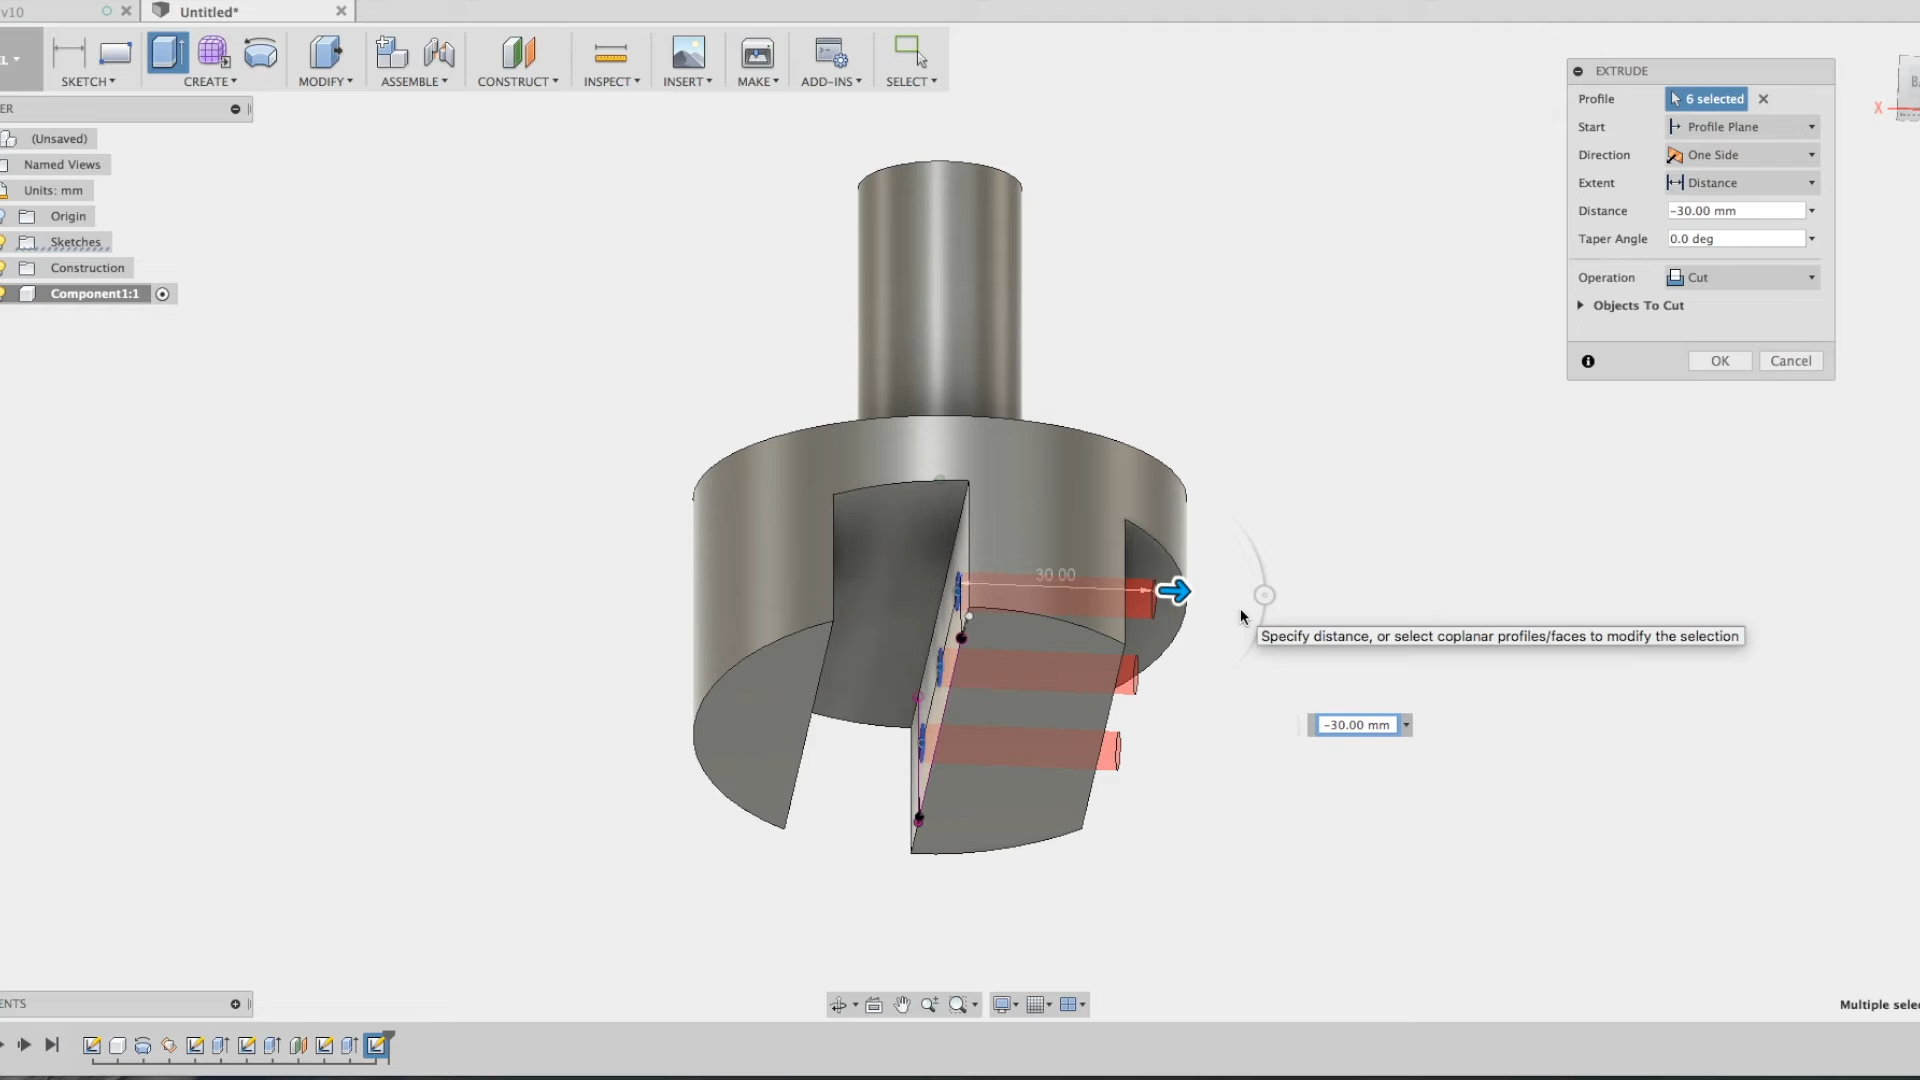 v10
Untitled*
L
SKETCH
CREATE
MODIFY
ASSEMBLE
CONSTRUCT
INSPECT
INSERT
MAKE
ADD-INS
SELECT
ER
(Unsaved)
Named Views
Units: mm
Origin
Sketches
Construction
Component1:1
EXTRUDE
Profile
6 selected
Start
Profile Plane
Direction
One Side
Extent
Distance
Distance
-30.00 mm
Taper Angle
0.0 deg
Operation
Cut
Objects To Cut
OK
Cancel
X
30.00
Specify distance, or select coplanar profiles/faces to modify the selection
-30.00 mm
ENTS
Multiple selec